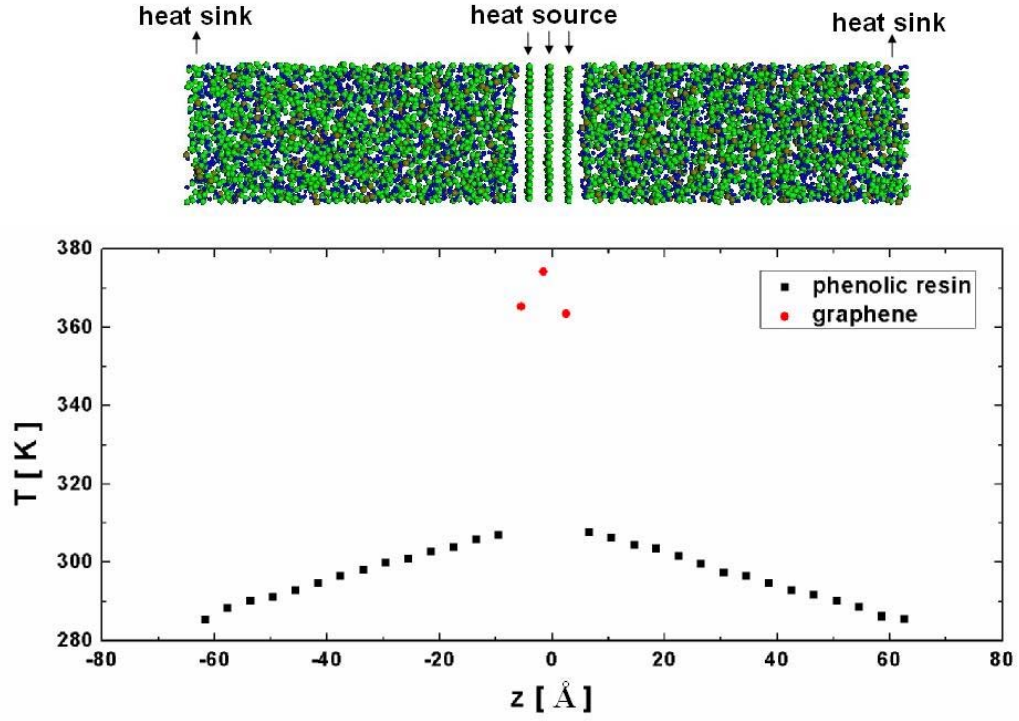 heat sink
heat source
heat sink
380
360
340
320
300
280
T [ K ]
phenolic resin
graphene
-80
-60
-40
-20
0
20
40
60
80
z [ Å ]